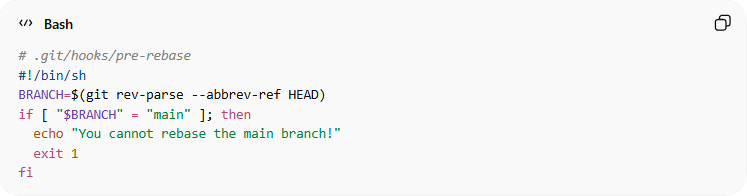 </> Bash
# .git/hooks/pre-rebase
#!/bin/sh
BRANCH=$(git rev-parse --abbrev-ref HEAD)
if [ "$BRANCH" = "main" ]; then
  echo "You cannot rebase the main branch!"
  exit 1
fi